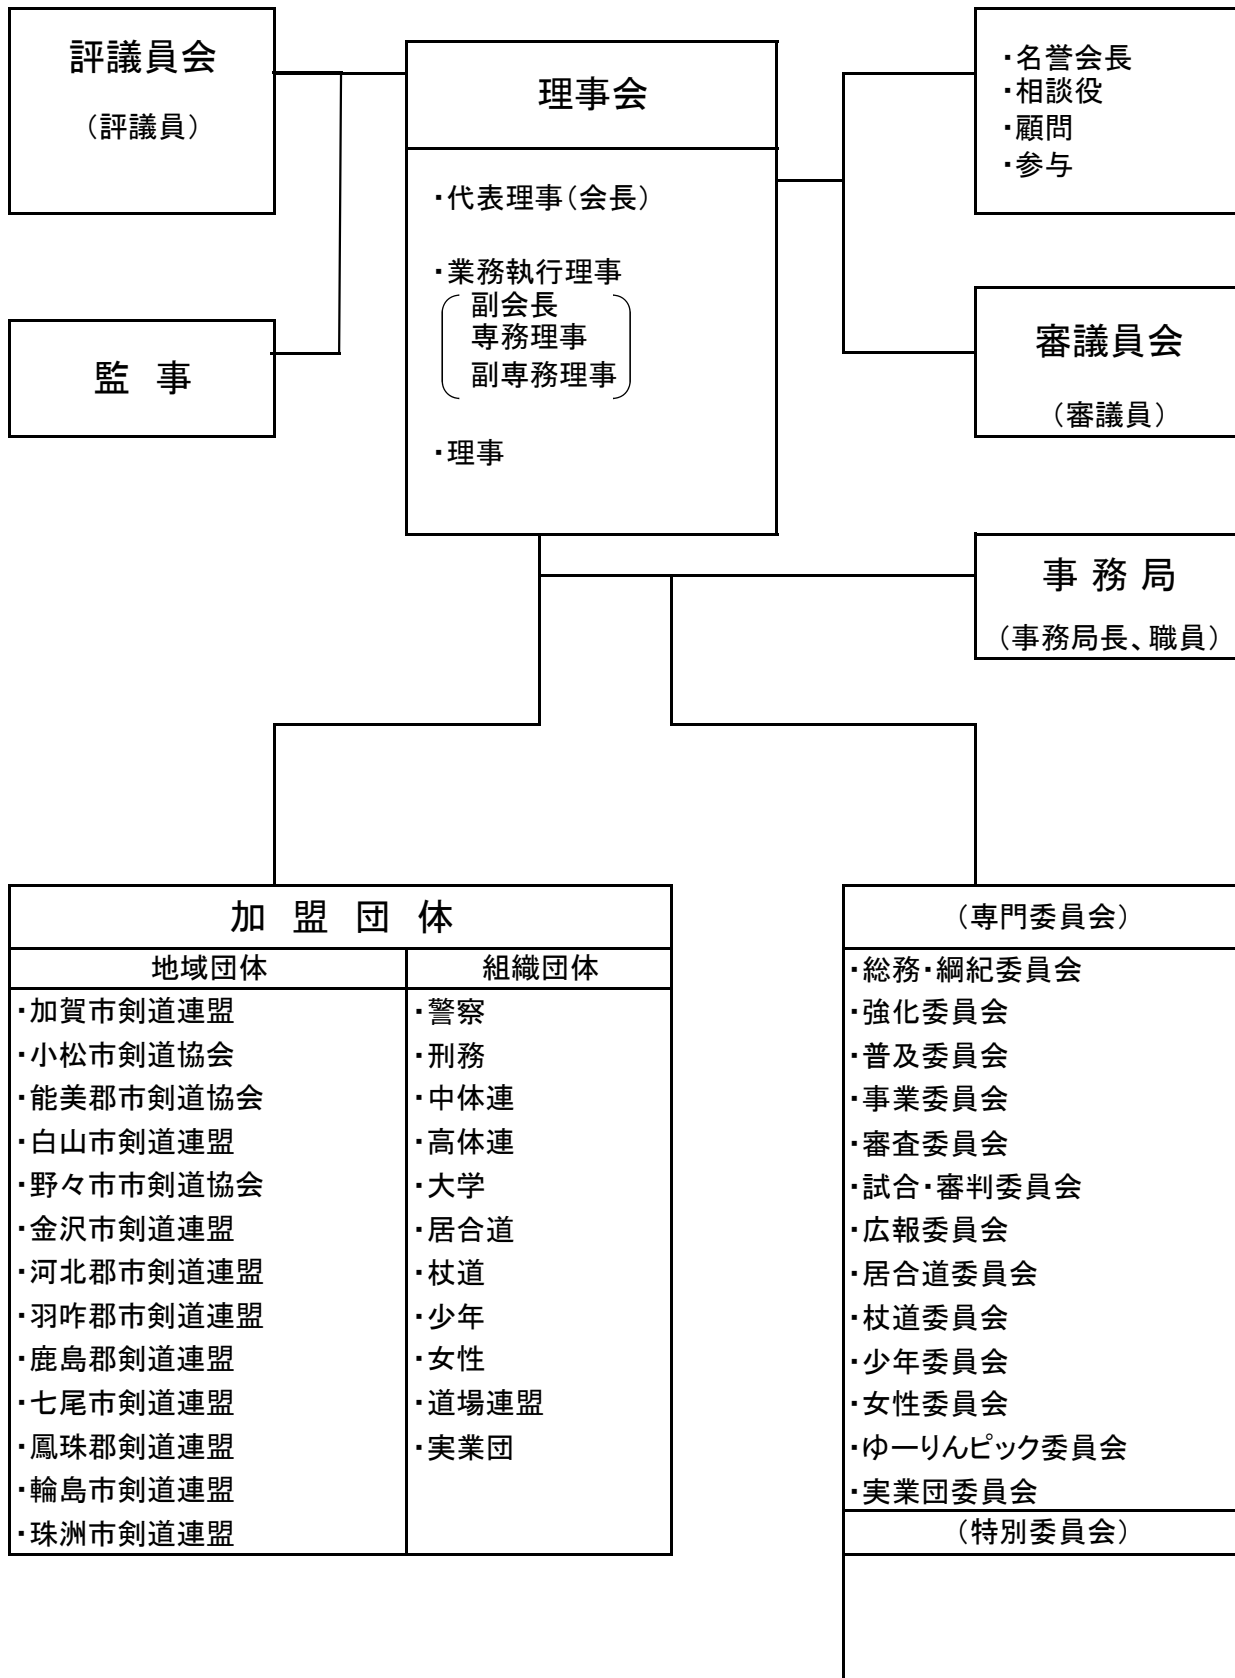 評議員会
（評議員）
監 事
理事会
・代表理事（会長）
・業務執行理事
副会長
専務理事
副専務理事
・理事
・名誉会長
・相談役
・顧問
・参与
審議員会
（審議員）
事 務 局
（事務局長、職員）
加 盟 団 体
地域団体
・加賀市剣道連盟
・小松市剣道協会
・能美郡市剣道協会
・白山市剣道連盟
・野々市市剣道協会
・金沢市剣道連盟
・河北郡市剣道連盟
・羽咋郡市剣道連盟
・鹿島郡剣道連盟
・七尾市剣道連盟
・鳳珠郡剣道連盟
・輪島市剣道連盟
・珠洲市剣道連盟
組織団体
・警察
・刑務
・中体連
・高体連
・大学
・居合道
・杖道
・少年
・女性
・道場連盟
・実業団
（専門委員会）
・総務・綱紀委員会
・強化委員会
・普及委員会
・事業委員会
・審査委員会
・試合・審判委員会
・広報委員会
・居合道委員会
・杖道委員会
・少年委員会
・女性委員会
・ゆーりんピック委員会
・実業団委員会
（特別委員会）